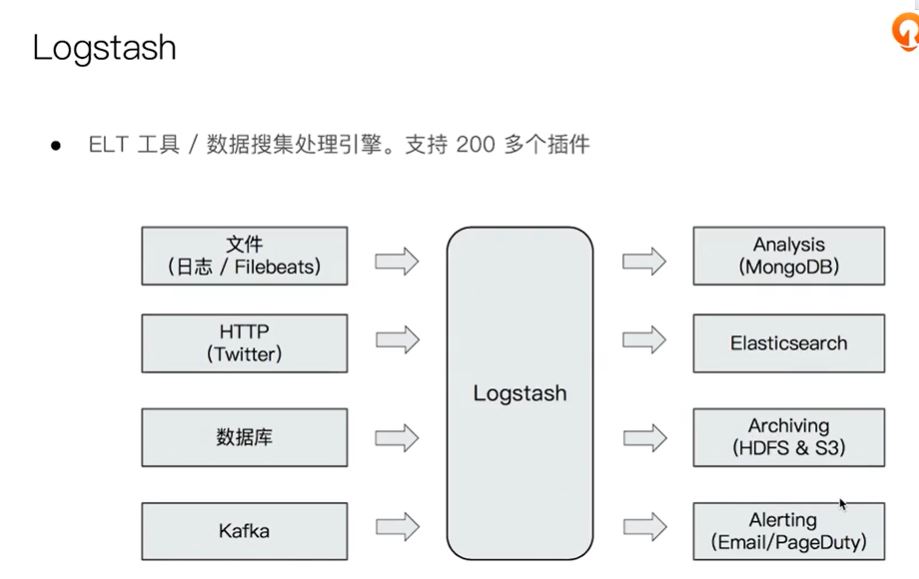 Logstash
ELT 工具 / 数据搜集处理引擎。支持 200 多个插件
文件
(日志 / Filebeats)
Analysis
(MongoDB)
HTTP
(Twitter)
Elasticsearch
Logstash
数据库
Archiving
(HDFS & S3)
Kafka
Alerting
(Email/PageDuty)